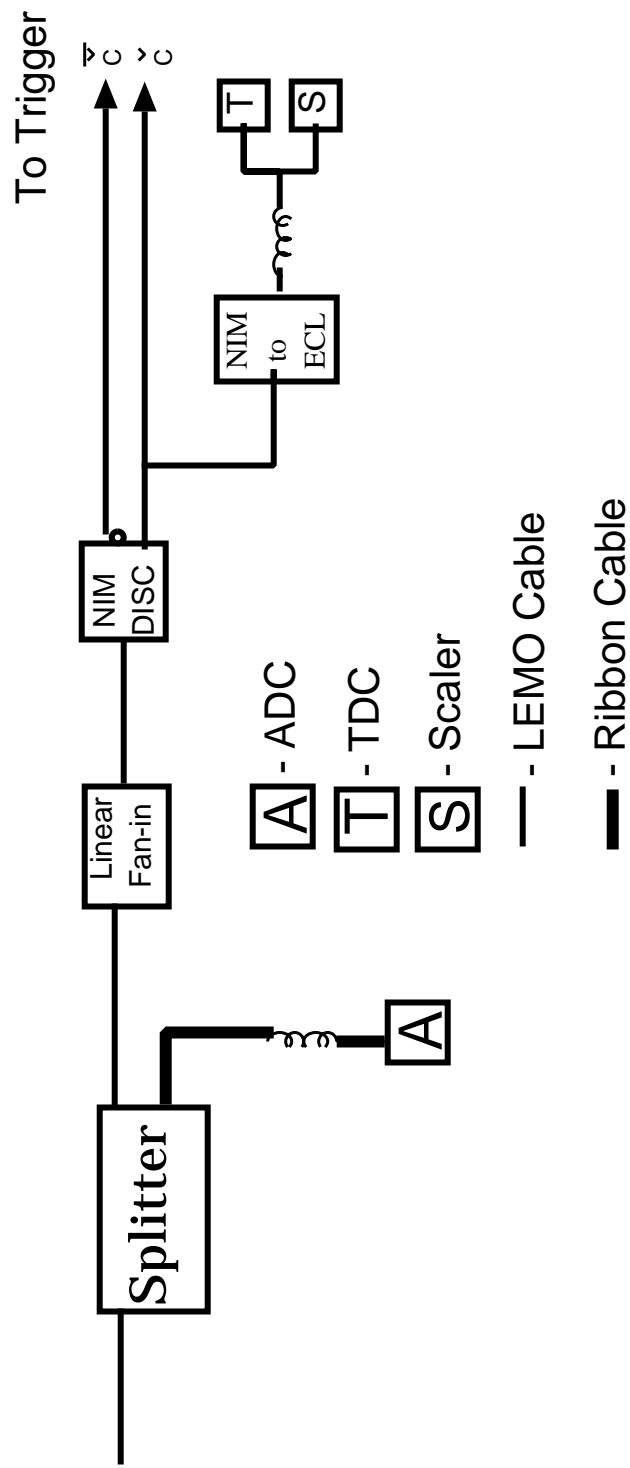 To Trigger
C̄̌
Č
T
S
NIM
to
ECL
NIM
DISC
Linear
Fan-in
Splitter
A
A - ADC
T - TDC
S - Scaler
- LEMO Cable
- Ribbon Cable